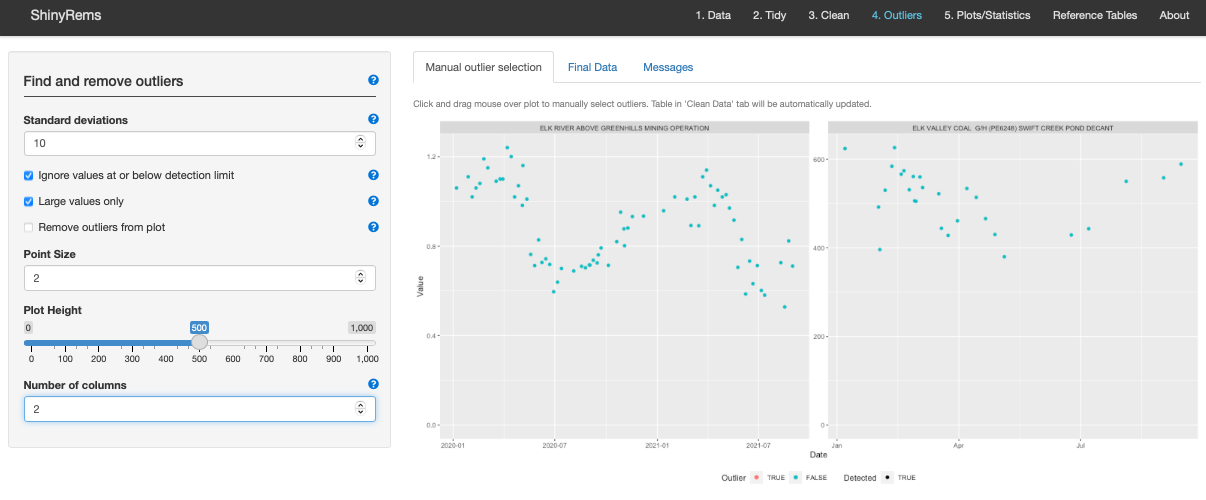 ShinyRems
1. Data
2. Tidy
3. Clean
4. Outliers
5. Plots/Statistics
Reference Tables
About
Find and remove outliers
?
Standard deviations
?
10
Ignore values at or below detection limit
?
Large values only
?
Remove outliers from plot
?
Point Size
2
Plot Height
0
500
1,000
0 100 200 300 400 500 600 700 800 900 1,000
Number of columns
?
2
Manual outlier selection
Final Data
Messages
Click and drag mouse over plot to manually select outliers. Table in 'Clean Data' tab will be automatically updated.
ELK RIVER ABOVE GREENHILLS MINING OPERATION
1.2
0.8
0.4
0.0
Value
2020-01 2020-07 2021-01 2021-07
ELK VALLEY COAL  G/H (PE6248) SWIFT CREEK POND DECANT
600
400
200
0
Jan Apr Jul
Date
Outlier TRUE FALSE Detected TRUE